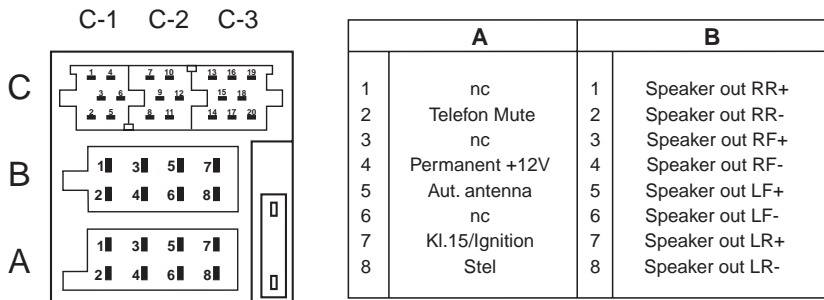 C-1 C-2 C-3
C
1 4 7 10 13 16 19
3 6 9 12 15 18
2 5 8 11 14 17 20
B
1 3 5 7
2 4 6 8
A
1 3 5 7
2 4 6 8
A B
1 nc 1 Speaker out RR+
2 Telefon Mute 2 Speaker out RR-
3 nc 3 Speaker out RF+
4 Permanent +12V 4 Speaker out RF-
5 Aut. antenna 5 Speaker out LF+
6 nc 6 Speaker out LF-
7 Kl.15/Ignition 7 Speaker out LR+
8 Stel 8 Speaker out LR-